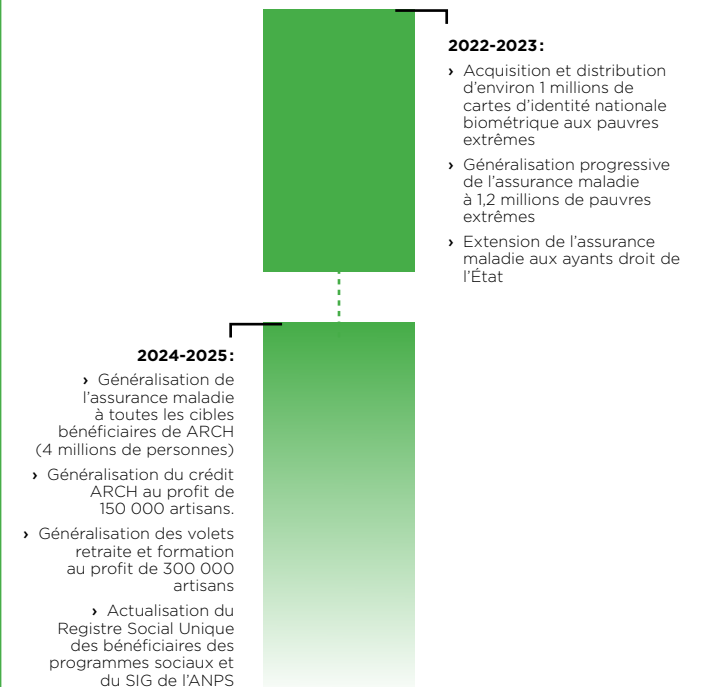 2022-2023 :
› Acquisition et distribution
d’environ 1 millions de
cartes d’identité nationale
biométrique aux pauvres
extrêmes
› Généralisation progressive
de l’assurance maladie
à 1,2 millions de pauvres
extrêmes
› Extension de l’assurance
maladie aux ayants droit de
l’État
2024-2025 :
› Généralisation de
l’assurance maladie
à toutes les cibles
bénéficiaires de ARCH
(4 millions de personnes)
› Généralisation du crédit
ARCH au profit de
150 000 artisans.
› Généralisation des volets
retraite et formation
au profit de 300 000
artisans
› Actualisation du
Registre Social Unique
des bénéficiaires des
programmes sociaux et
du SIG de l’ANPS